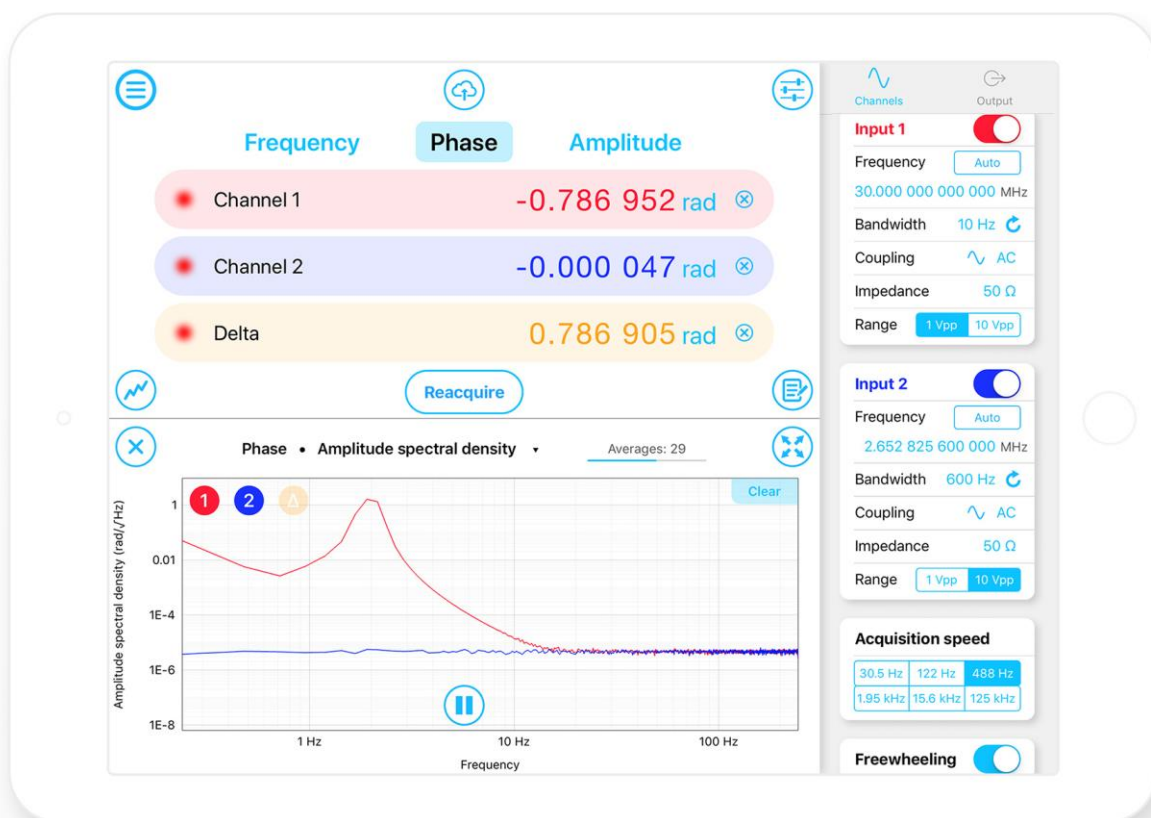 Frequency Phase Amplitude
Channel 1 -0.786 952 rad
Channel 2 -0.000 047 rad
Delta 0.786 905 rad
Reacquire
Phase • Amplitude spectral density ▾ Averages: 29
1 2 Δ Clear
Amplitude spectral density (rad/√Hz)
1
0.01
1E-4
1E-6
1E-8
1 Hz 10 Hz 100 Hz
Frequency
Channels Output
Input 1
Frequency Auto
30.000 000 000 000 MHz
Bandwidth 10 Hz
Coupling AC
Impedance 50 Ω
Range 1 Vpp 10 Vpp
Input 2
Frequency Auto
2.652 825 600 000 MHz
Bandwidth 600 Hz
Coupling AC
Impedance 50 Ω
Range 1 Vpp 10 Vpp
Acquisition speed
30.5 Hz 122 Hz 488 Hz
1.95 kHz 15.6 kHz 125 kHz
Freewheeling